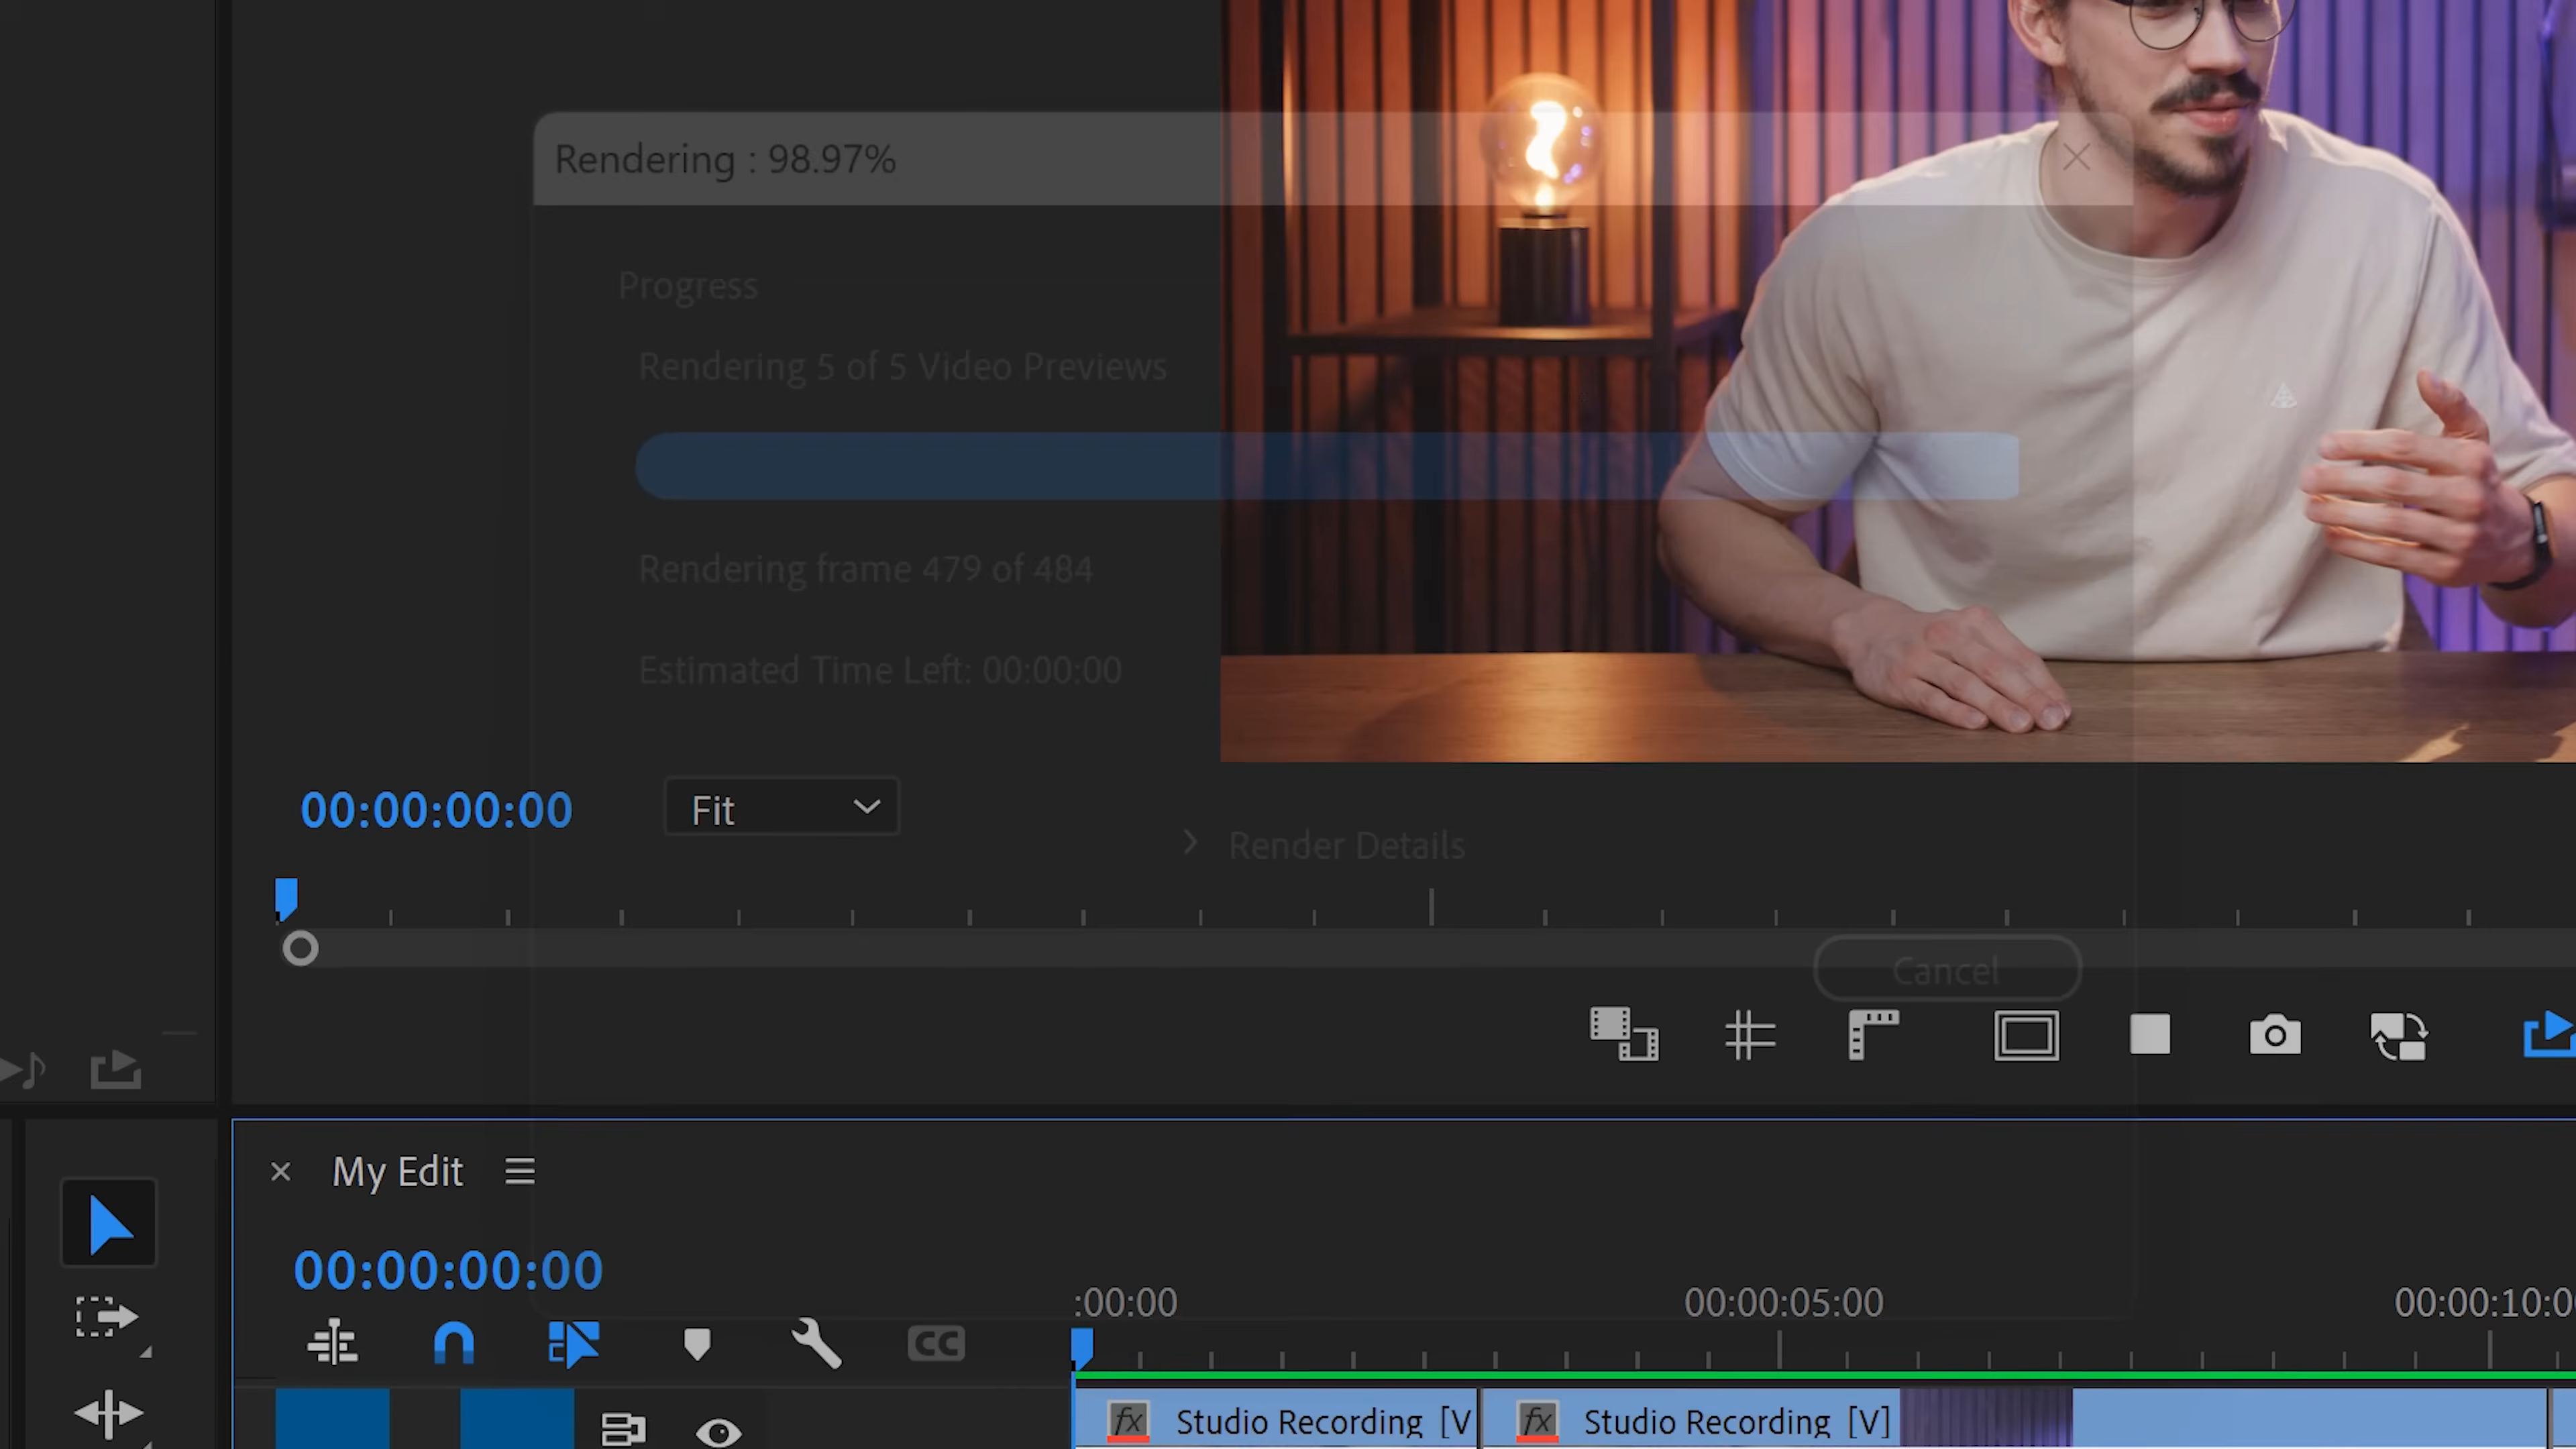 Rendering : 98.97%
Progress
Rendering 5 of 5 Video Previews
Rendering frame 479 of 484
Estimated Time Left: 00:00:00
00:00:00:00
Fit
Render Details
Cancel
My Edit
00:00:00:00
:00:00
00:00:05:00
00:00:10:0
CC
fx Studio Recording [V
fx Studio Recording [V]